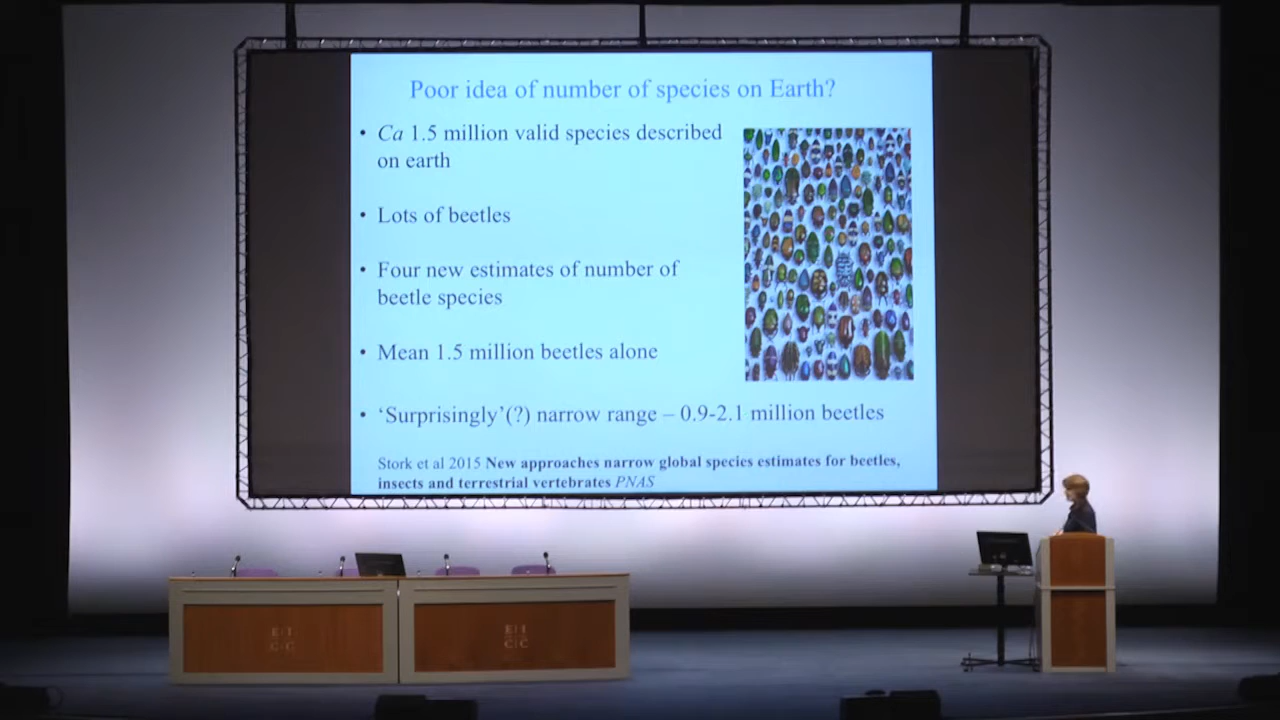 Poor idea of number of species on Earth?
• Ca 1.5 million valid species described
on earth
• Lots of beetles
• Four new estimates of number of
beetle species
• Mean 1.5 million beetles alone
• ‘Surprisingly’(?) narrow range – 0.9-2.1 million beetles
Stork et al 2015 New approaches narrow global species estimates for beetles,
insects and terrestrial vertebrates PNAS
E I
C C
E I
C C